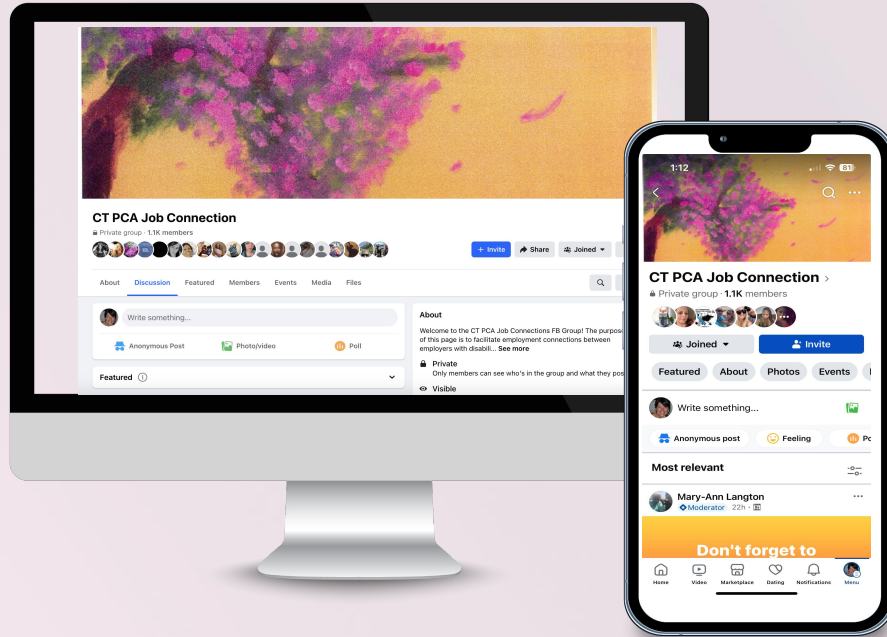 CT PCA Job Connection
Private group · 1.1K members
+ Invite
Share
Joined
About Discussion Featured Members Events Media Files
Write something...
Anonymous Post
Photo/video
Poll
Featured
About
Welcome to the CT PCA Job Connections FB Group! The purpose
of this page is to facilitate employment connections between
employers with disabili... See more
Private
Only members can see who's in the group and what they pos
Visible
1:12
81
CT PCA Job Connection
Private group · 1.1K members
Joined
Invite
Featured About Photos Events
Write something...
Anonymous post
Feeling
Po
Most relevant
Mary-Ann Langton
Moderator 22h ·
Don't forget to
Home Video Marketplace Dating Notifications Menu